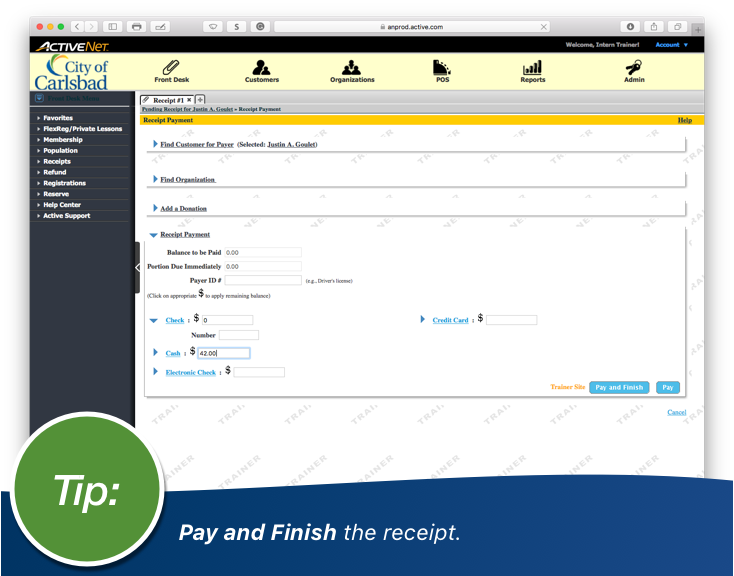 anprod.active.com
ACTIVENet
Welcome, Intern Trainer!
Account
City of
Carlsbad
Front Desk
Customers
Organizations
POS
Reports
Admin
Front Desk Menu
Favorites
FlexReg/Private Lessons
Membership
Population
Receipts
Refund
Registrations
Reserve
Help Center
Active Support
Receipt #1 × +
Pending Receipt for Justin A. Goulet » Receipt Payment
Receipt Payment
Help
Find Customer for Payer (Selected: Justin A. Goulet)
Find Organization
Add a Donation
Receipt Payment
Balance to be Paid 0.00
Portion Due Immediately 0.00
Payer ID # (e.g., Driver's license)
(Click on appropriate $ to apply remaining balance)
Check : $ 0
Credit Card : $
Number
Cash : $ 42.00
Electronic Check : $
Trainer Site Pay and Finish Pay
Cancel
TRAINER
Tip:
Pay and Finish the receipt.